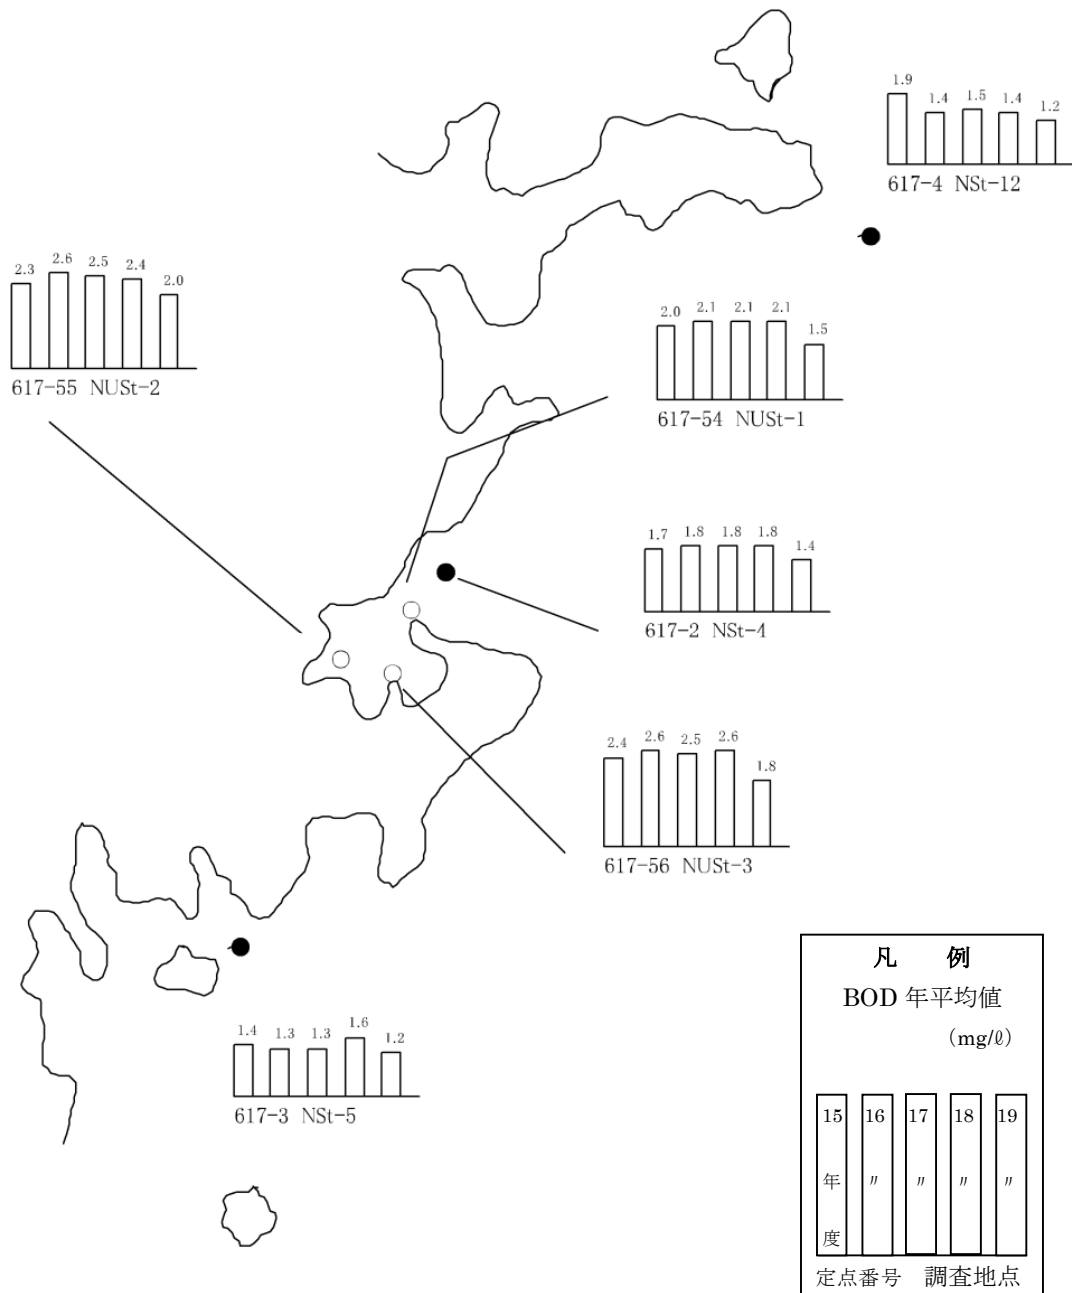 1.9 1.4 1.5 1.4 1.2
617-4 NSt-12
2.3 2.6 2.5 2.4 2.0
617-55 NUSt-2
2.0 2.1 2.1 2.1 1.5
617-54 NUSt-1
1.7 1.8 1.8 1.8 1.4
617-2 NSt-4
2.4 2.6 2.5 2.6 1.8
617-56 NUSt-3
1.4 1.3 1.3 1.6 1.2
617-3 NSt-5
凡 例
BOD 年平均値
(mg/ℓ)
15 16 17 18 19
年 〃 〃 〃 〃
度
定点番号 調査地点